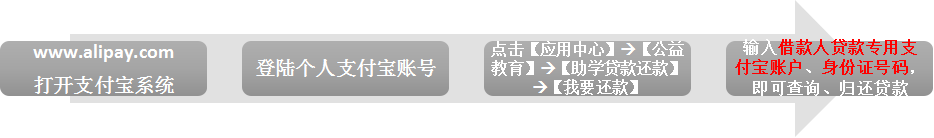 www.alipay.com
打开支付宝系统
登陆个人支付宝账号
点击【应用中心】→【公益
教育】→【助学贷款还款】
→【我要还款】
输入借款人贷款专用支
付宝账户、身份证号码，
即可查询、归还贷款